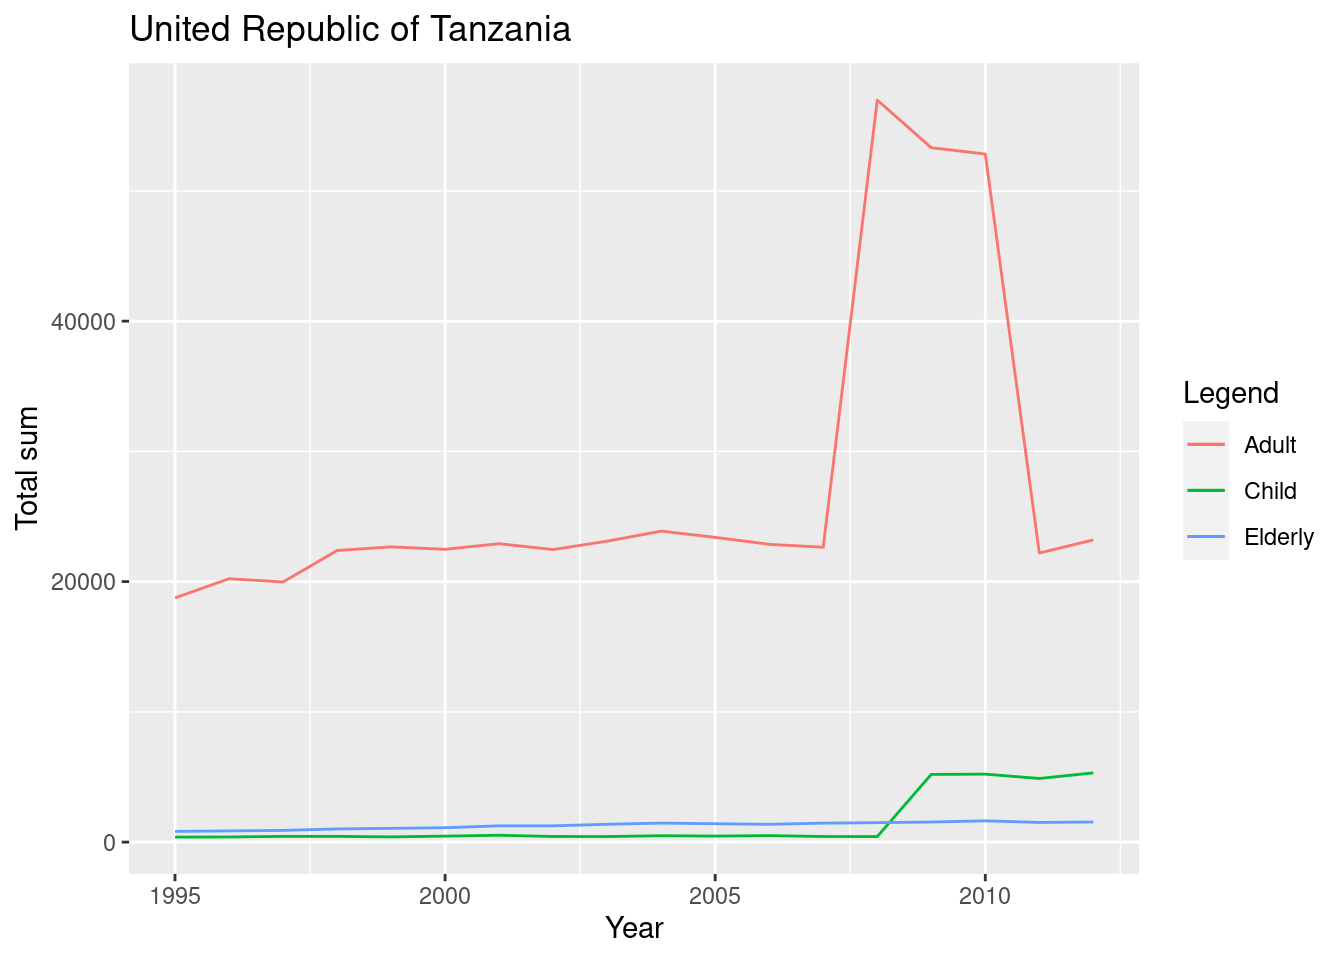 United Republic of Tanzania
Total sum
40000
20000
0
1995
2000
2005
2010
Year
Legend
Adult
Child
Elderly